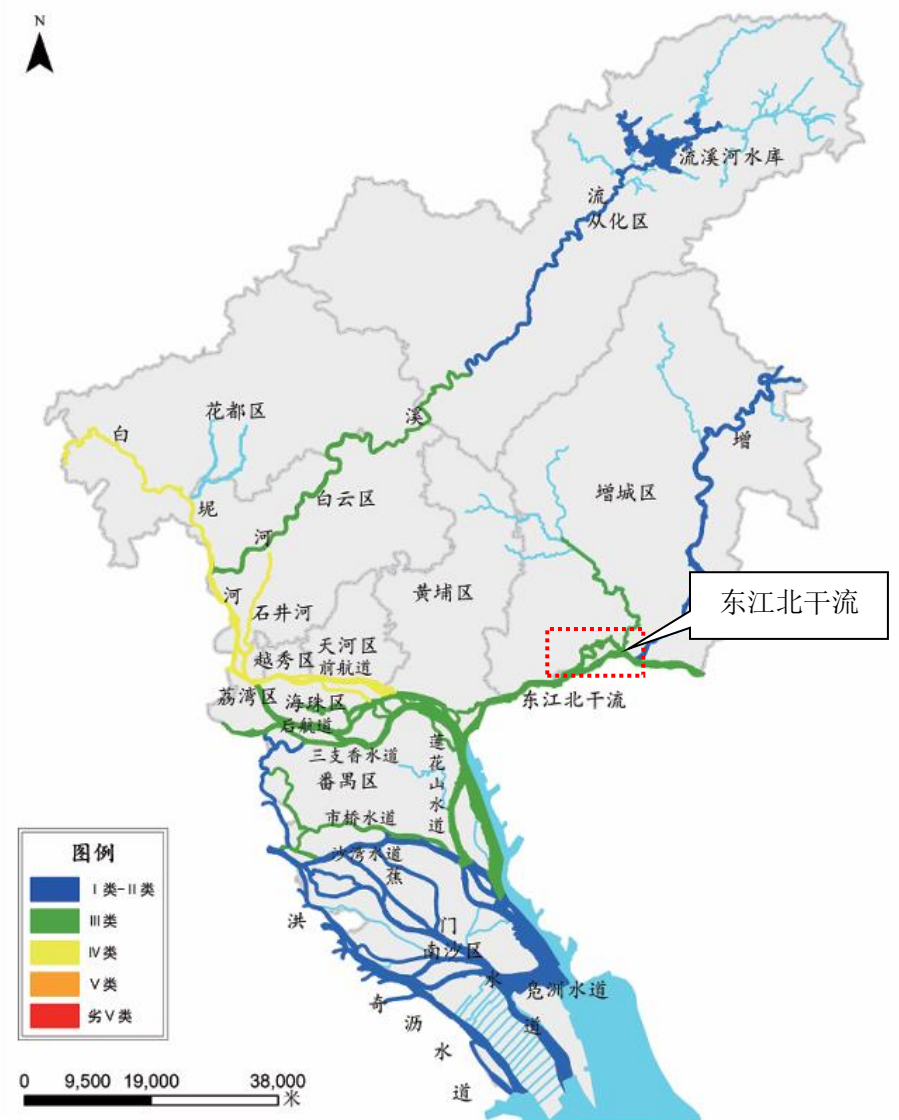 N
流溪河水库
流
从化区
溪
花都区
白
增
坭
白云区
增城区
河
河
石井河
黄埔区
东江北干流
天河区
越秀区
前航道
荔湾区
海珠区
东江北干流
后航道
三支香水道
莲花山水道
番禺区
市桥水道
沙湾水道
蕉
图例
Ⅰ类-Ⅱ类
Ⅲ类
Ⅳ类
Ⅴ类
劣Ⅴ类
洪
门
南沙区
水
凫洲水道
奇
道
沥
水
道
0 9,500 19,000 38,000
米